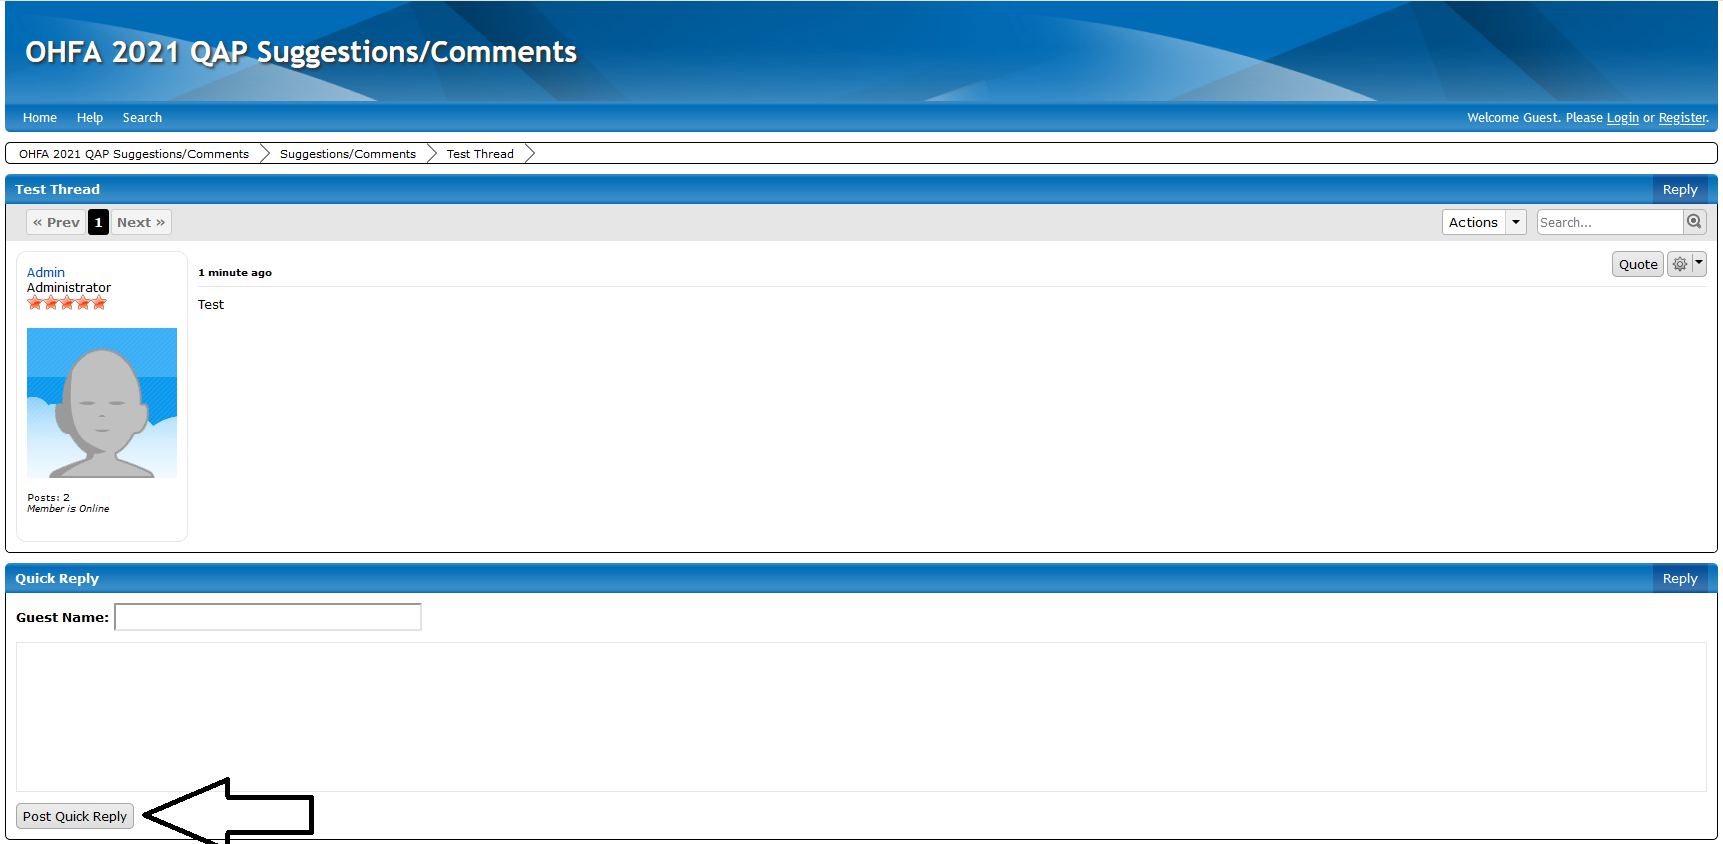 OHFA 2021 QAP Suggestions/Comments
Home Help Search Welcome Guest. Please Login or Register.
OHFA 2021 QAP Suggestions/Comments Suggestions/Comments Test Thread
Test Thread Reply
« Prev 1 Next » Actions Search...
Admin
Administrator
1 minute ago Quote
Test
Posts: 2
Member is Online
Quick Reply Reply
Guest Name:
Post Quick Reply